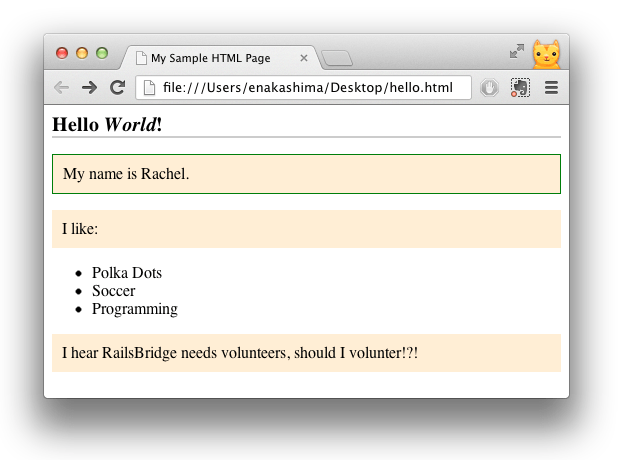 My Sample HTML Page
file:///Users/enakashima/Desktop/hello.html
Hello World!
My name is Rachel.
I like:
Polka Dots
Soccer
Programming
I hear RailsBridge needs volunteers, should I volunter!?!